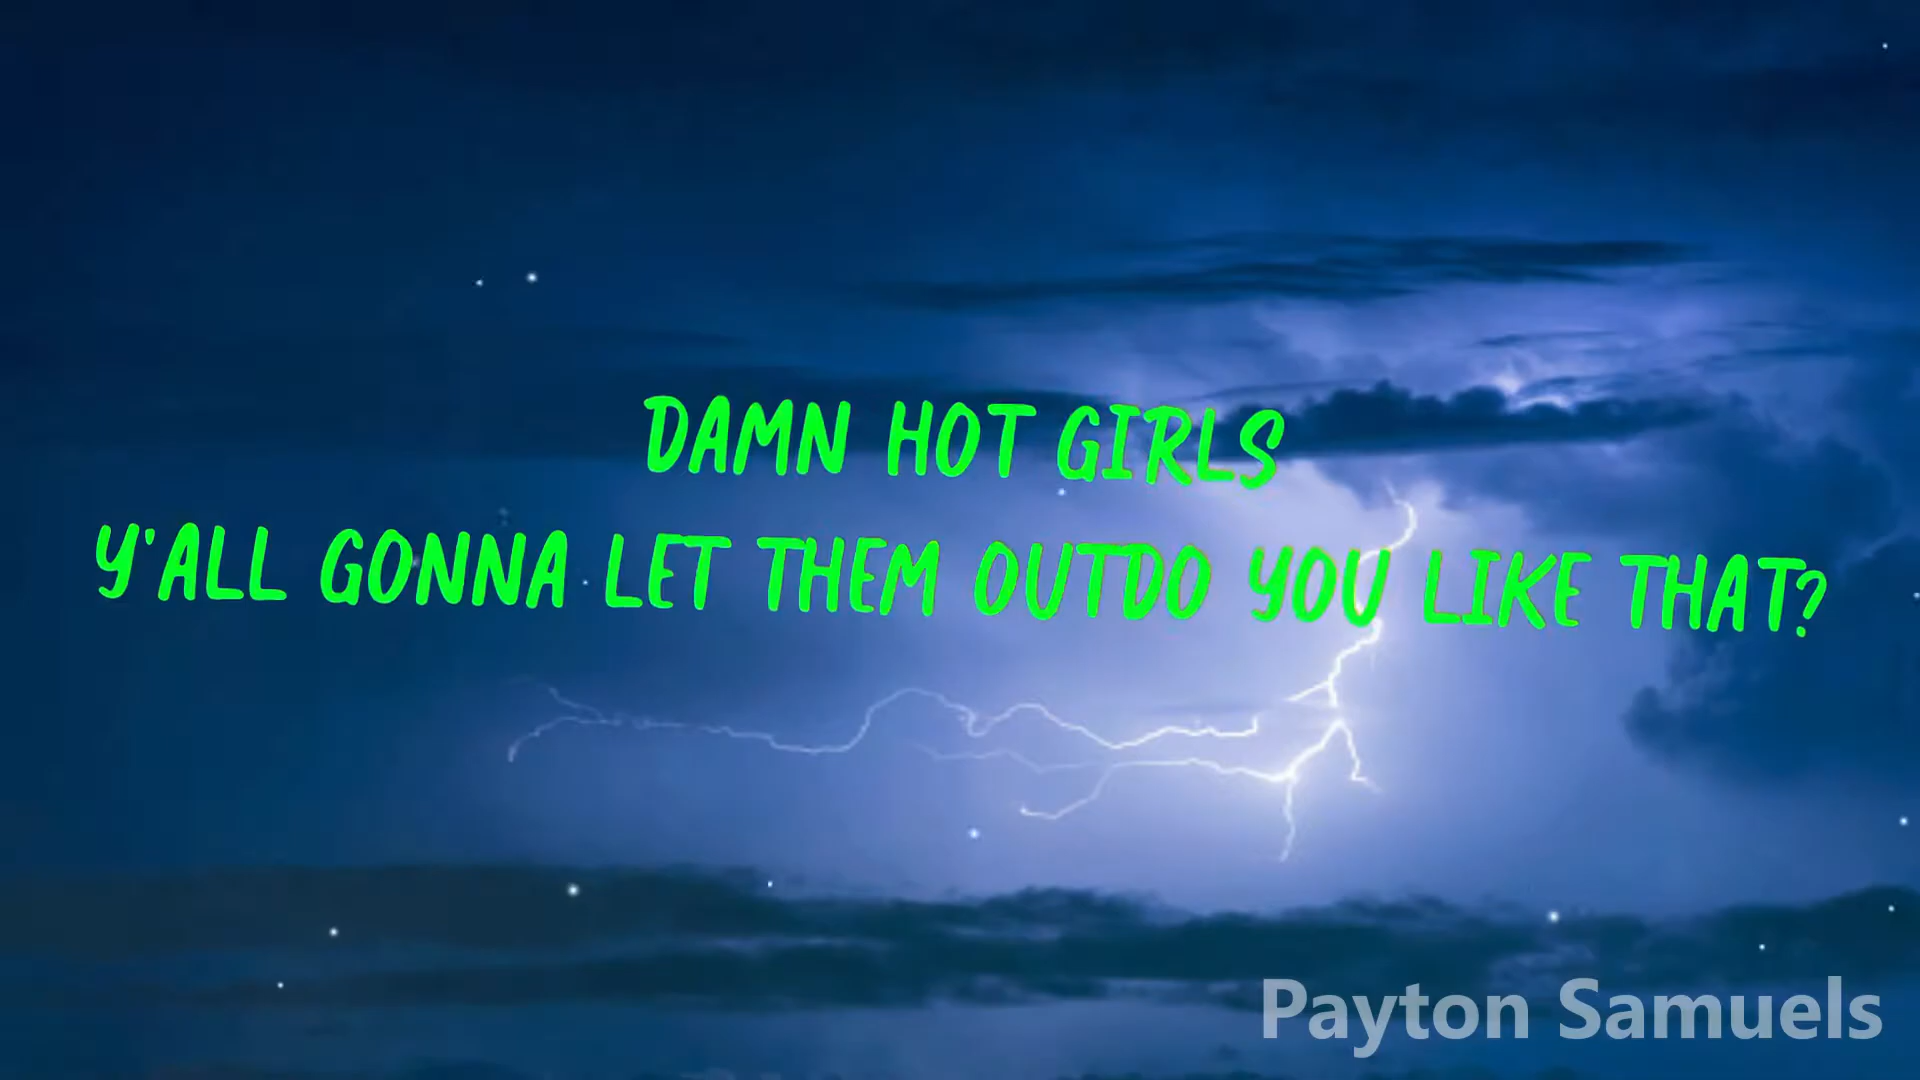 DAMN HOT GIRLS
Y'ALL GONNA LET THEM OUTDO YOU LIKE THAT?
Payton Samuels